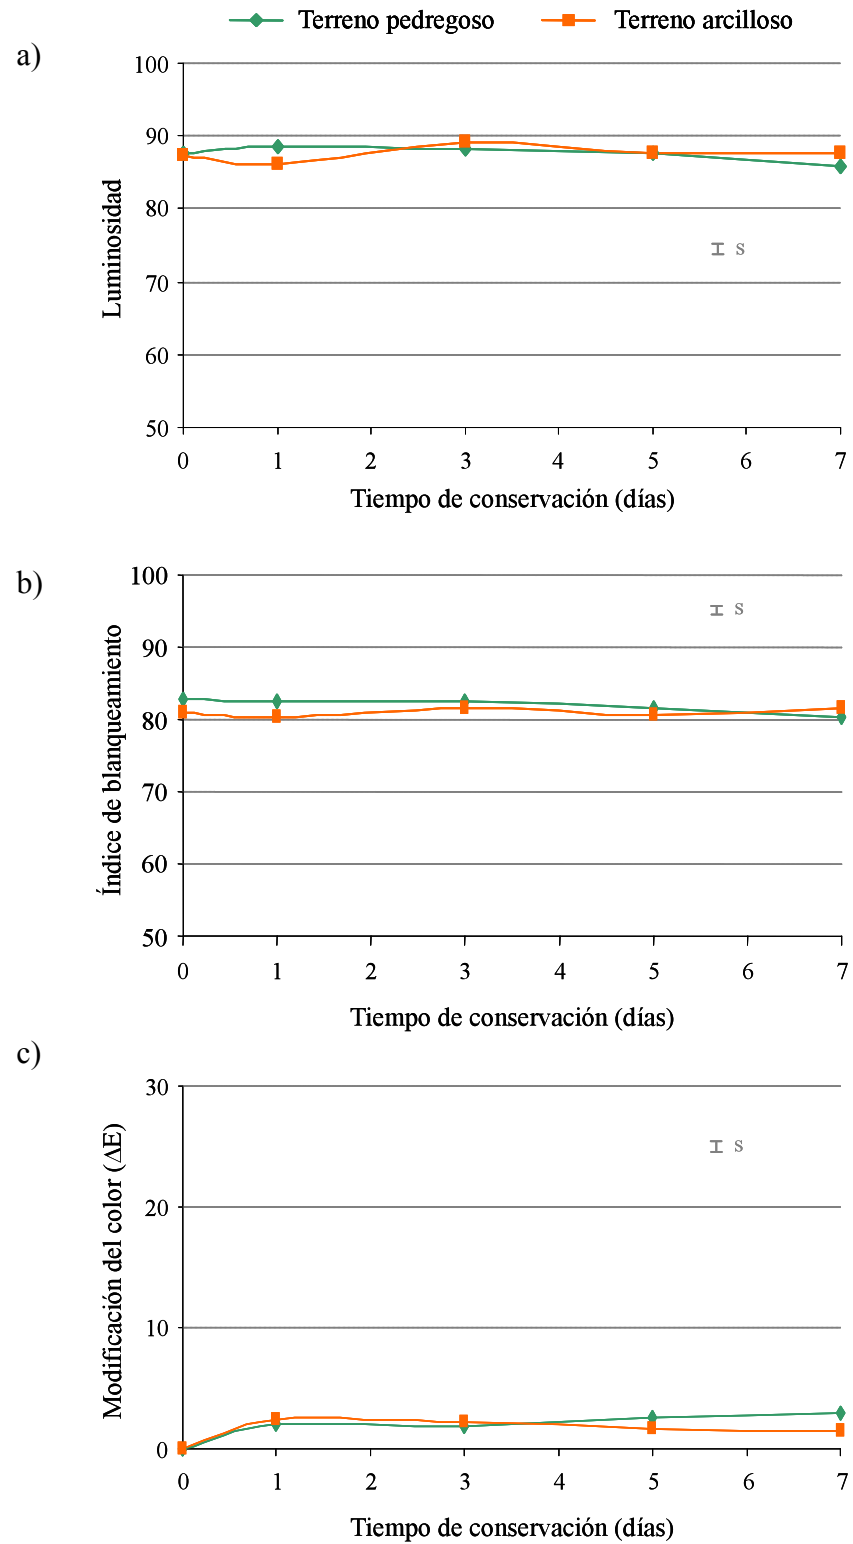 Terreno pedregoso Terreno arcilloso
a)
100
90
80
70
60
50
Luminosidad
s
0 1 2 3 4 5 6 7
Tiempo de conservación (días)
b)
100
90
80
70
60
50
Índice de blanqueamiento
s
0 1 2 3 4 5 6 7
Tiempo de conservación (días)
c)
30
20
10
0
Modificación del color (ΔE)
s
0 1 2 3 4 5 6 7
Tiempo de conservación (días)